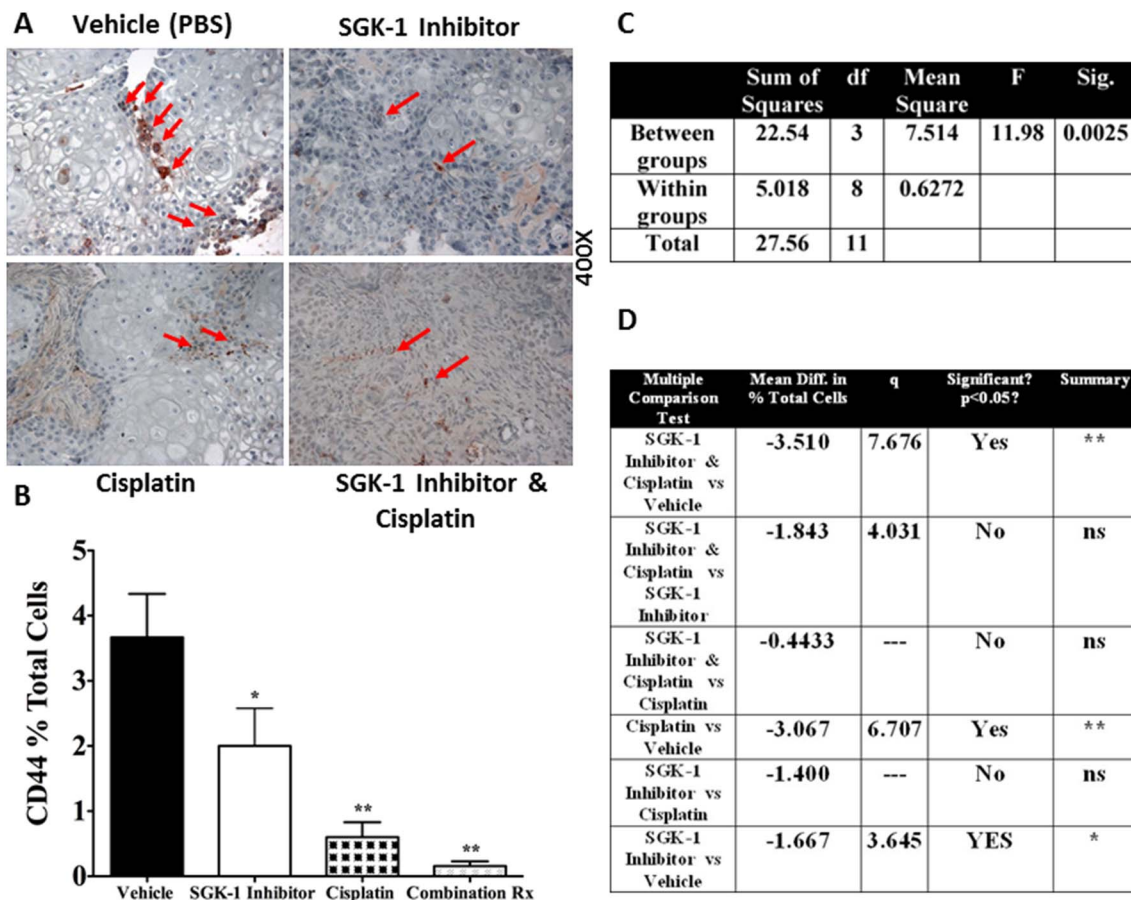 A
Vehicle (PBS)
SGK-1 Inhibitor
400X
Cisplatin
SGK-1 Inhibitor &
Cisplatin
B
CD44 % Total Cells
5
4
3
2
1
0
*
**
**
Vehicle
SGK-1 Inhibitor
Cisplatin
Combination Rx
C
Sum of
Squares
df
Mean
Square
F
Sig.
Between
groups
22.54
3
7.514
11.98
0.0025
Within
groups
5.018
8
0.6272
Total
27.56
11
D
Multiple
Comparison
Test
Mean Diff. in
% Total Cells
q
Significant?
p<0.05?
Summary
SGK-1
Inhibitor &
Cisplatin vs
Vehicle
-3.510
7.676
Yes
**
SGK-1
Inhibitor &
Cisplatin vs
SGK-1
Inhibitor
-1.843
4.031
No
ns
SGK-1
Inhibitor &
Cisplatin vs
Cisplatin
-0.4433
---
No
ns
Cisplatin vs
Vehicle
-3.067
6.707
Yes
**
SGK-1
Inhibitor vs
Cisplatin
-1.400
---
No
ns
SGK-1
Inhibitor vs
Vehicle
-1.667
3.645
YES
*